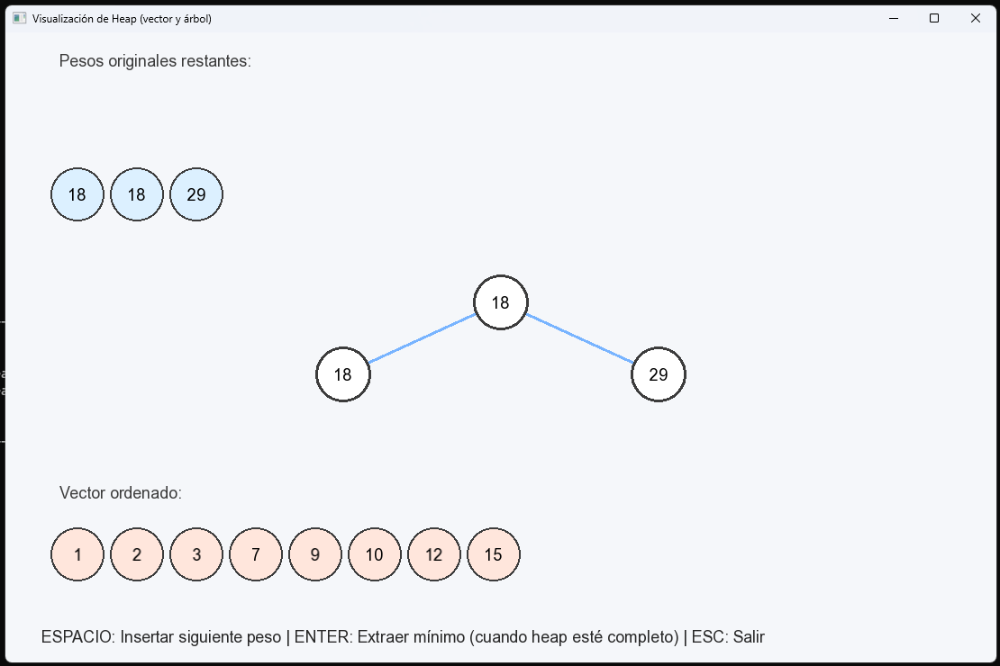 Visualización de Heap (vector y árbol)
Pesos originales restantes:
18 18 29
18
18 29
Vector ordenado:
1 2 3 7 9 10 12 15
ESPACIO: Insertar siguiente peso | ENTER: Extraer mínimo (cuando heap esté completo) | ESC: Salir